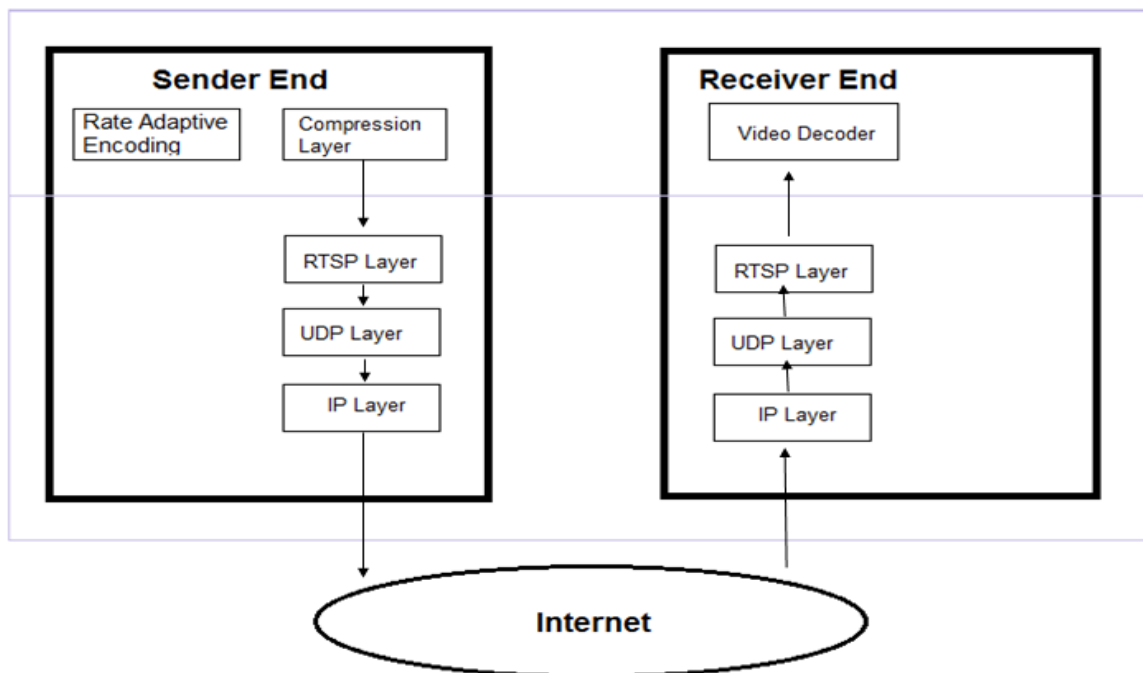 Sender End
Rate Adaptive
Encoding
Compression
Layer
RTSP Layer
UDP Layer
IP Layer
Receiver End
Video Decoder
RTSP Layer
UDP Layer
IP Layer
Internet